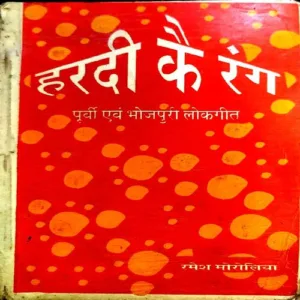 हरदी कै रंग
पूर्वी एवं भोजपुरी लोकगीत
रमेश मोरोलिया